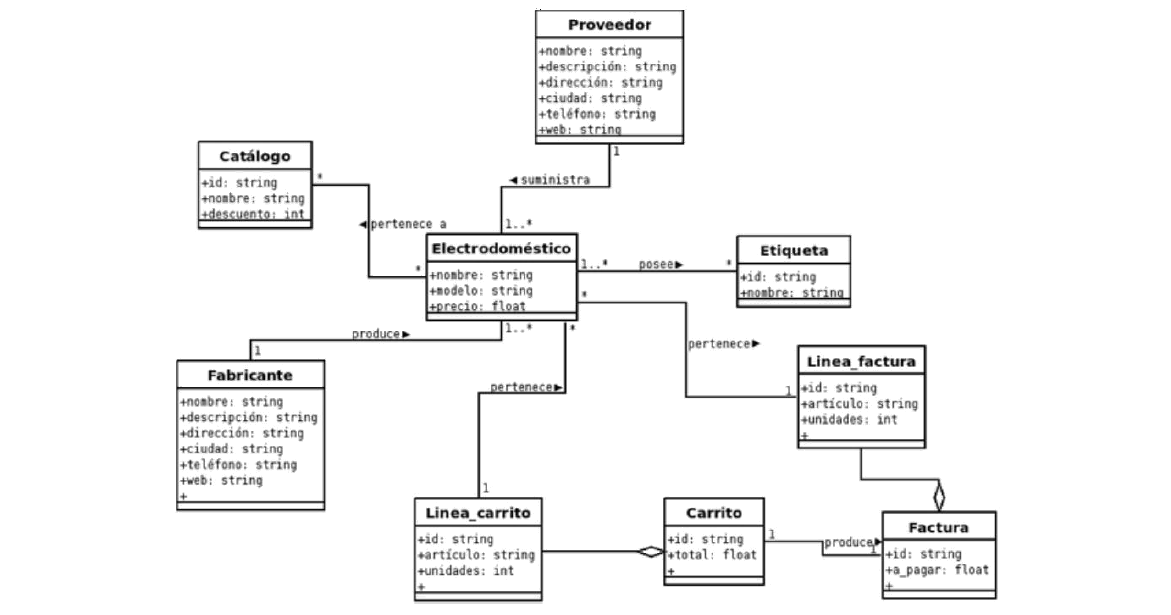 Proveedor
+nombre: string
+descripción: string
+dirección: string
+ciudad: string
+teléfono: string
+web: string
1
◄ suministra
1..*
Catálogo
+id: string
+nombre: string
+descuento: int
*
◄ pertenece a
*
Electrodoméstico
+nombre: string
+modelo: string
+precio: float
1..*
posee►
*
Etiqueta
+id: string
+nombre: string
*
pertenece►
1
1..*
produce►
1
*
pertenece►
1
Fabricante
+nombre: string
+descripción: string
+dirección: string
+ciudad: string
+teléfono: string
+web: string
+
Linea_factura
+id: string
+artículo: string
+unidades: int
+
Linea_carrito
+id: string
+artículo: string
+unidades: int
+
Carrito
+id: string
+total: float
+
1
produce►
1
Factura
+id: string
+a_pagar: float
+